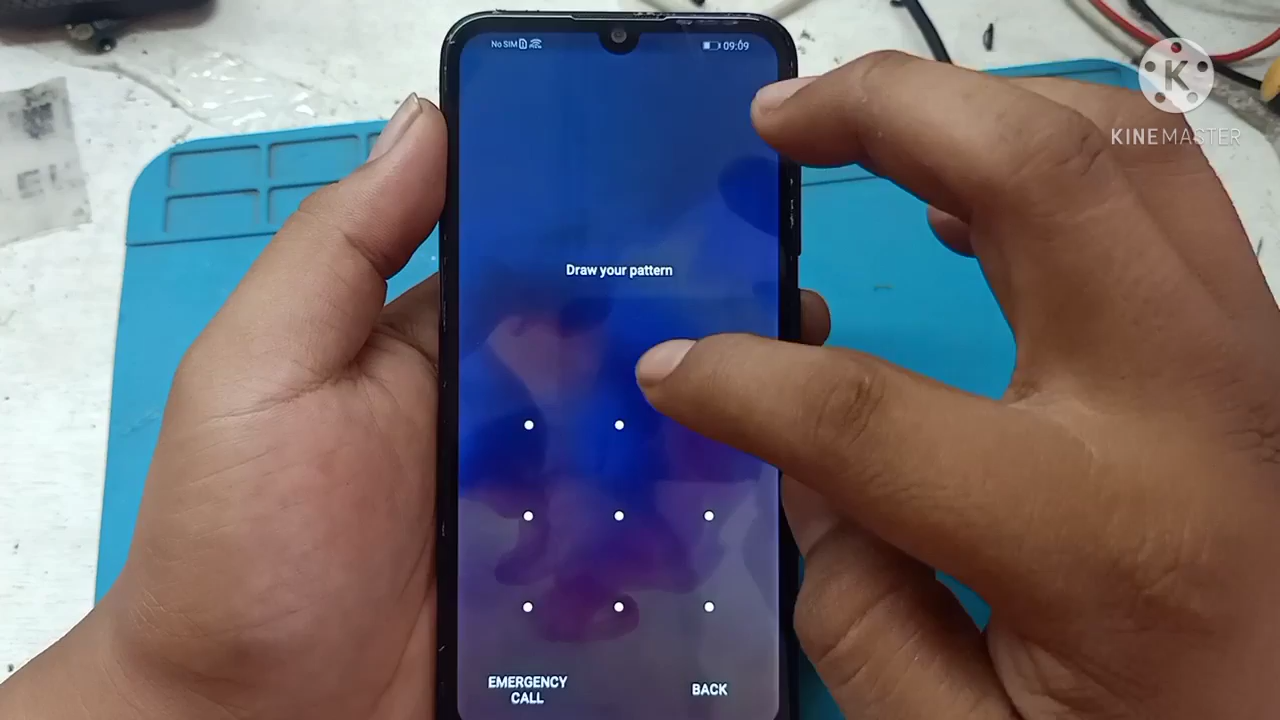 No SIM
09:09
K
KINEMASTER
Draw your pattern
EMERGENCY
CALL
BACK